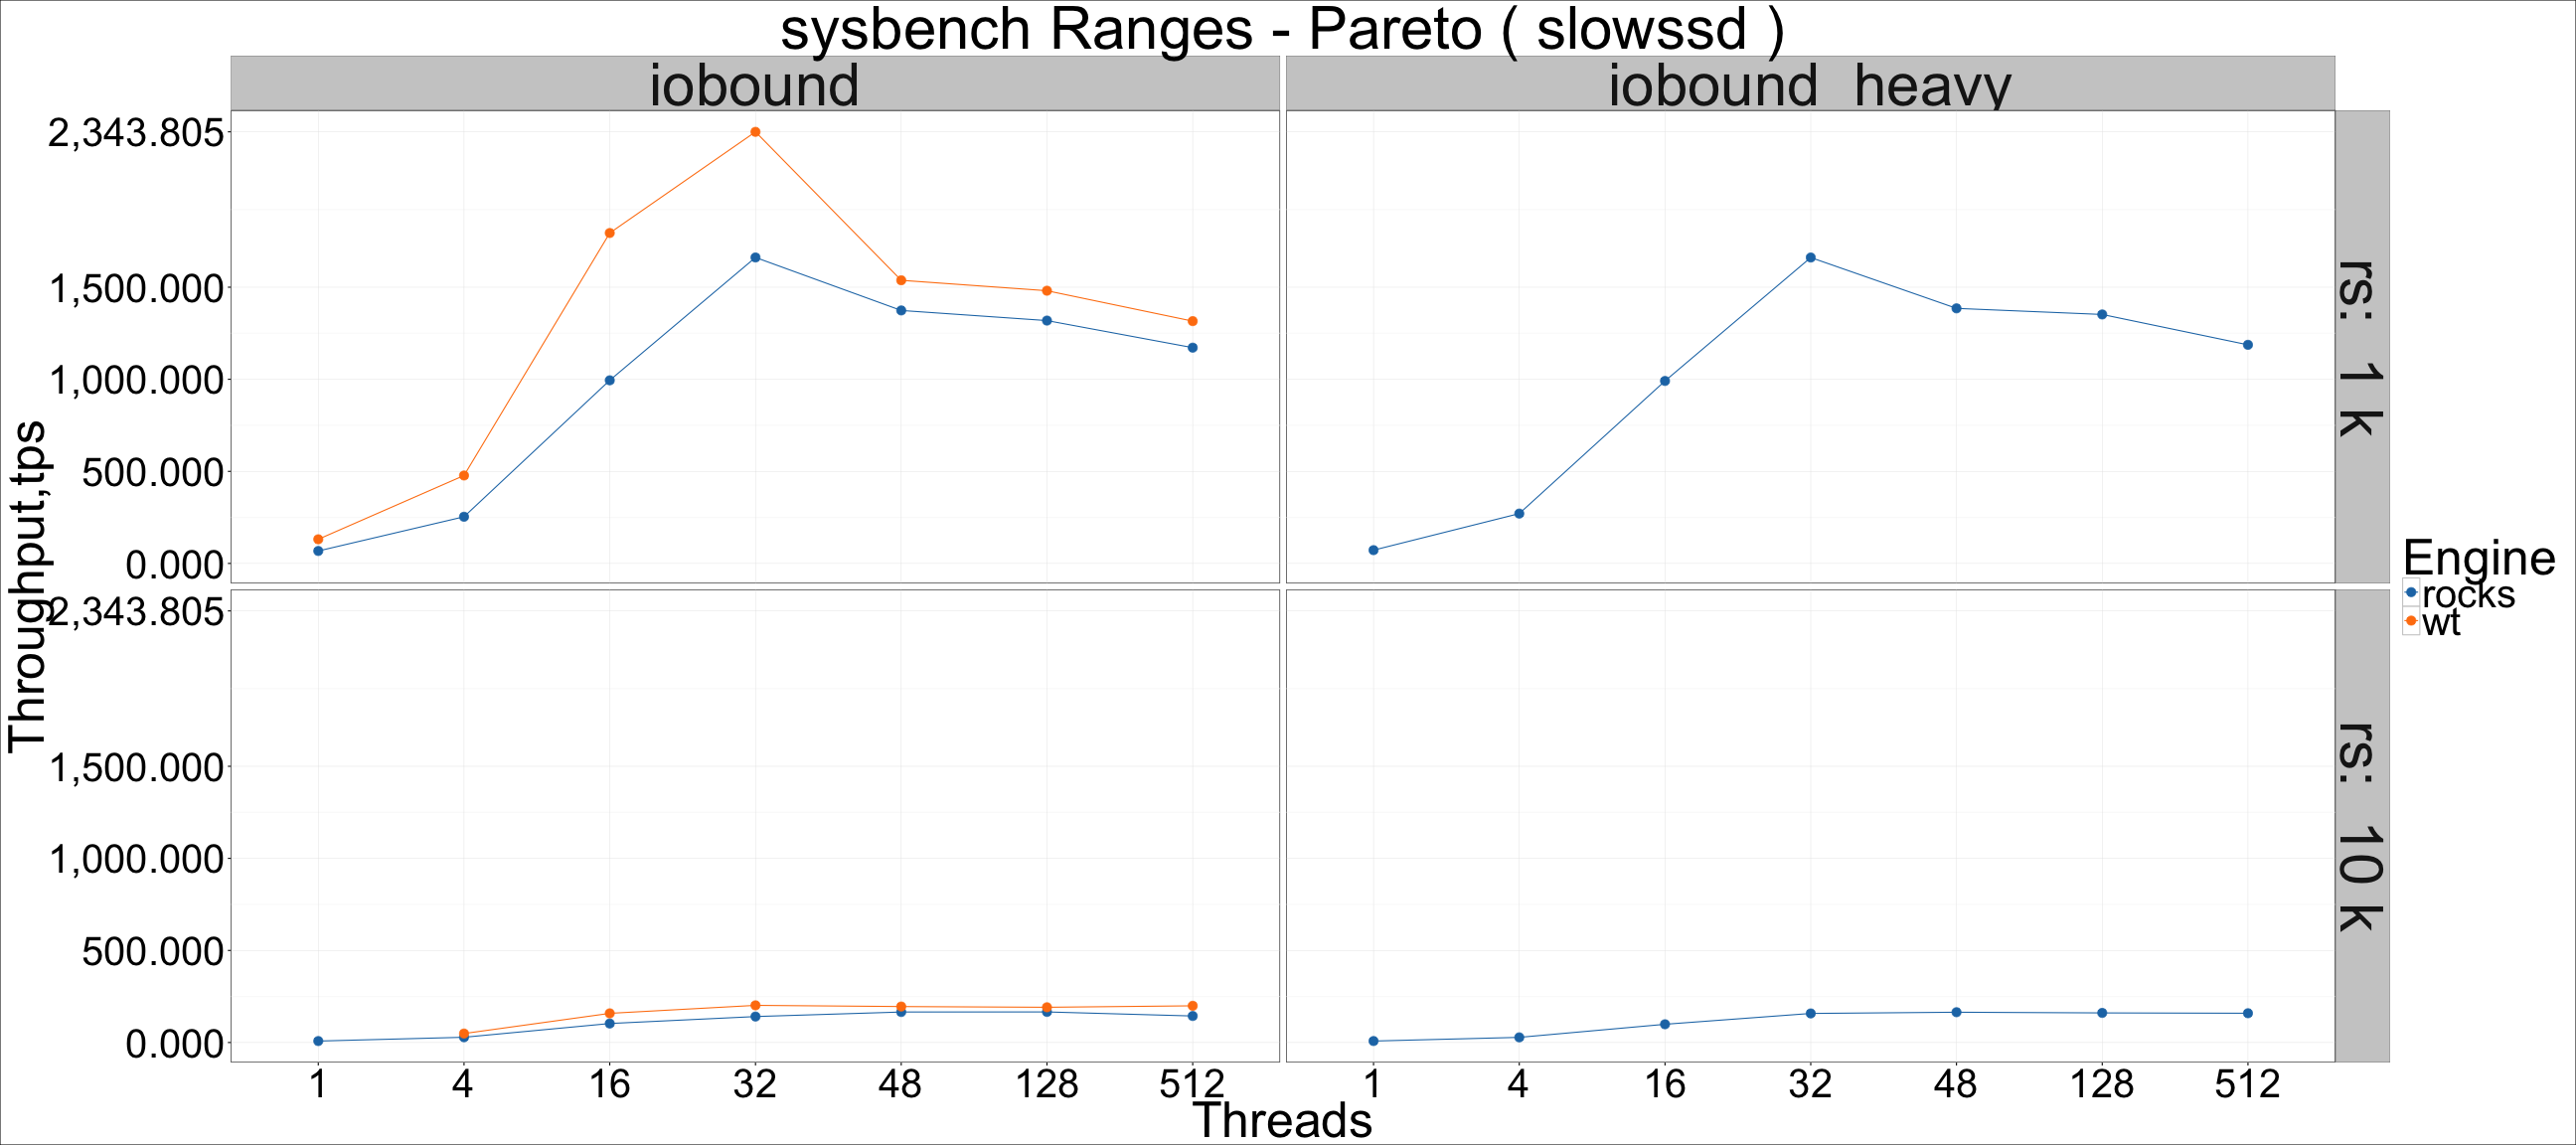 sysbench Ranges - Pareto ( slowssd )
iobound
iobound heavy
2,343.805
1,500.000
1,000.000
500.000
0.000
rs: 1 k
2,343.805
1,500.000
1,000.000
500.000
0.000
rs: 10 k
Throughput,tps
1 4 16 32 48 128 512
1 4 16 32 48 128 512
Threads
Engine
rocks
wt